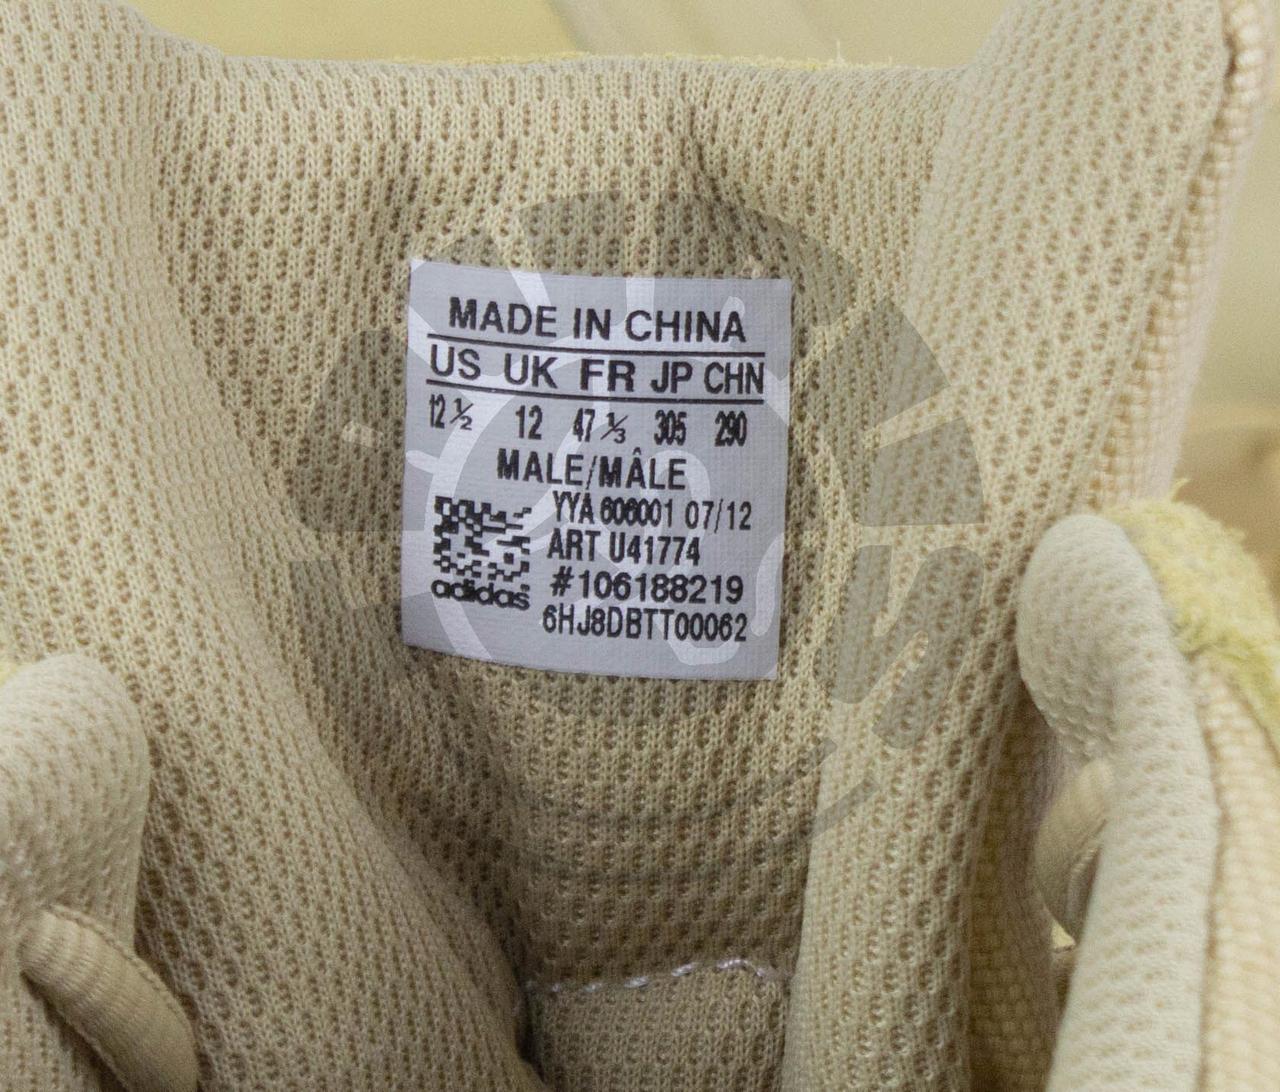 MADE IN CHINA
US UK FR JP CHN
12 ½ 12 47 ⅓ 305 290
MALE/MÂLE
YYA 606001 07/12
ART U41774
#106188219
adidas
6HJ8DBTT00062